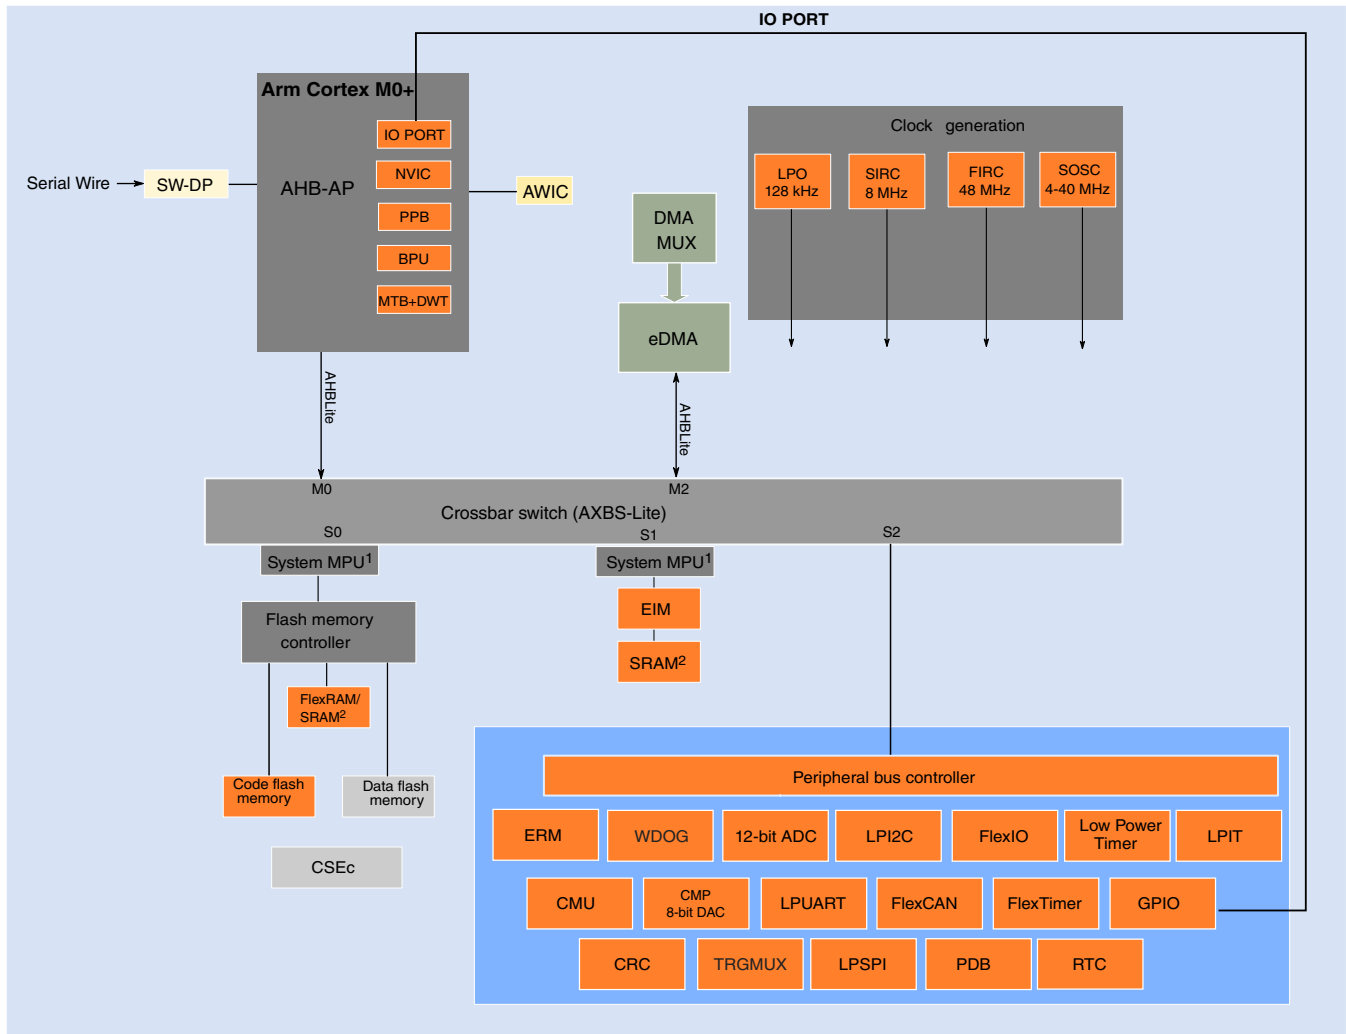 IO PORT
Arm Cortex M0+
IO PORT
NVIC
AHB-AP
PPB
BPU
MTB+DWT
Serial Wire
SW-DP
AWIC
DMA
MUX
eDMA
Clock generation
LPO
128 kHz
SIRC
8 MHz
FIRC
48 MHz
SOSC
4-40 MHz
AHBLite
AHBLite
M0
M2
Crossbar switch (AXBS-Lite)
S0
S1
S2
System MPU1
System MPU1
Flash memory
controller
EIM
SRAM2
FlexRAM/
SRAM2
Code flash
memory
Data flash
memory
CSEc
Peripheral bus controller
ERM
WDOG
12-bit ADC
LPI2C
FlexIO
Low Power
Timer
LPIT
CMU
CMP
8-bit DAC
LPUART
FlexCAN
FlexTimer
GPIO
CRC
TRGMUX
LPSPI
PDB
RTC